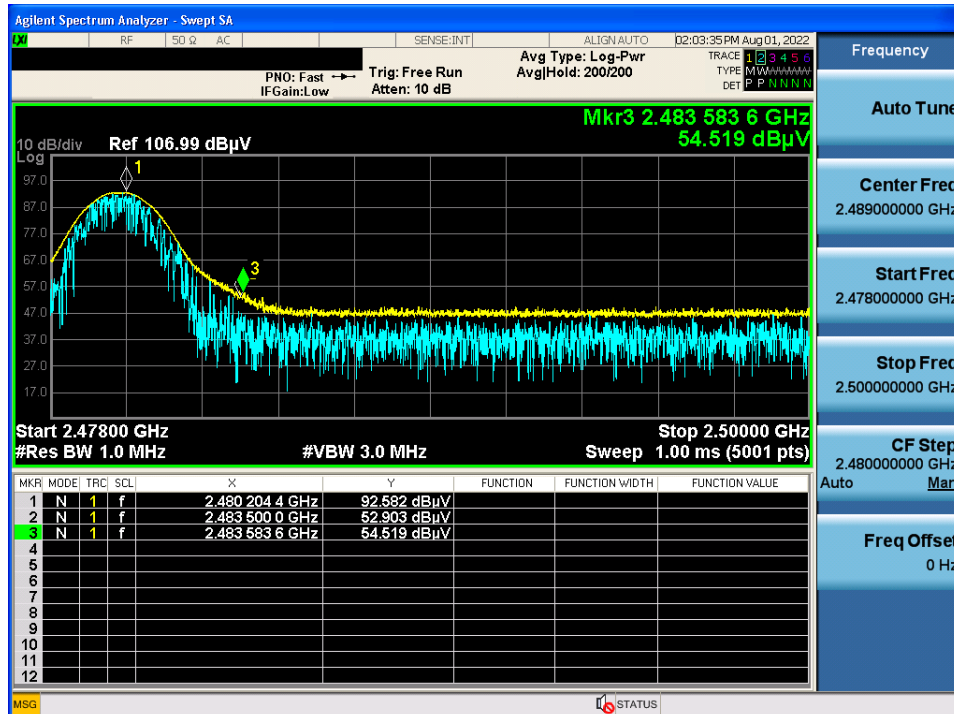 Agilent Spectrum Analyzer - Swept SA
LXI RF 50 Ω AC SENSE:INT ALIGN AUTO 02:03:35 PM Aug 01, 2022
PNO: Fast
IFGain:Low
Trig: Free Run
Atten: 10 dB
Avg Type: Log-Pwr
Avg|Hold: 200/200
TRACE 1 2 3 4 5 6
TYPE M W W W W W
DET P P N N N N
Mkr3 2.483 583 6 GHz
54.519 dBµV
10 dB/div Ref 106.99 dBµV
Log
97.0
87.0
77.0
67.0
57.0
47.0
37.0
27.0
17.0
1
3
Start 2.47800 GHz Stop 2.50000 GHz
#Res BW 1.0 MHz #VBW 3.0 MHz Sweep 1.00 ms (5001 pts)
MKR MODE TRC SCL X Y FUNCTION FUNCTION WIDTH FUNCTION VALUE
1 N 1 f 2.480 204 4 GHz 92.582 dBµV
2 N 1 f 2.483 500 0 GHz 52.903 dBµV
3 N 1 f 2.483 583 6 GHz 54.519 dBµV
4
5
6
7
8
9
10
11
12
MSG STATUS
Frequency
Auto Tune
Center Freq
2.489000000 GHz
Start Freq
2.478000000 GHz
Stop Freq
2.500000000 GHz
CF Step
2.480000000 GHz
Auto Man
Freq Offset
0 Hz